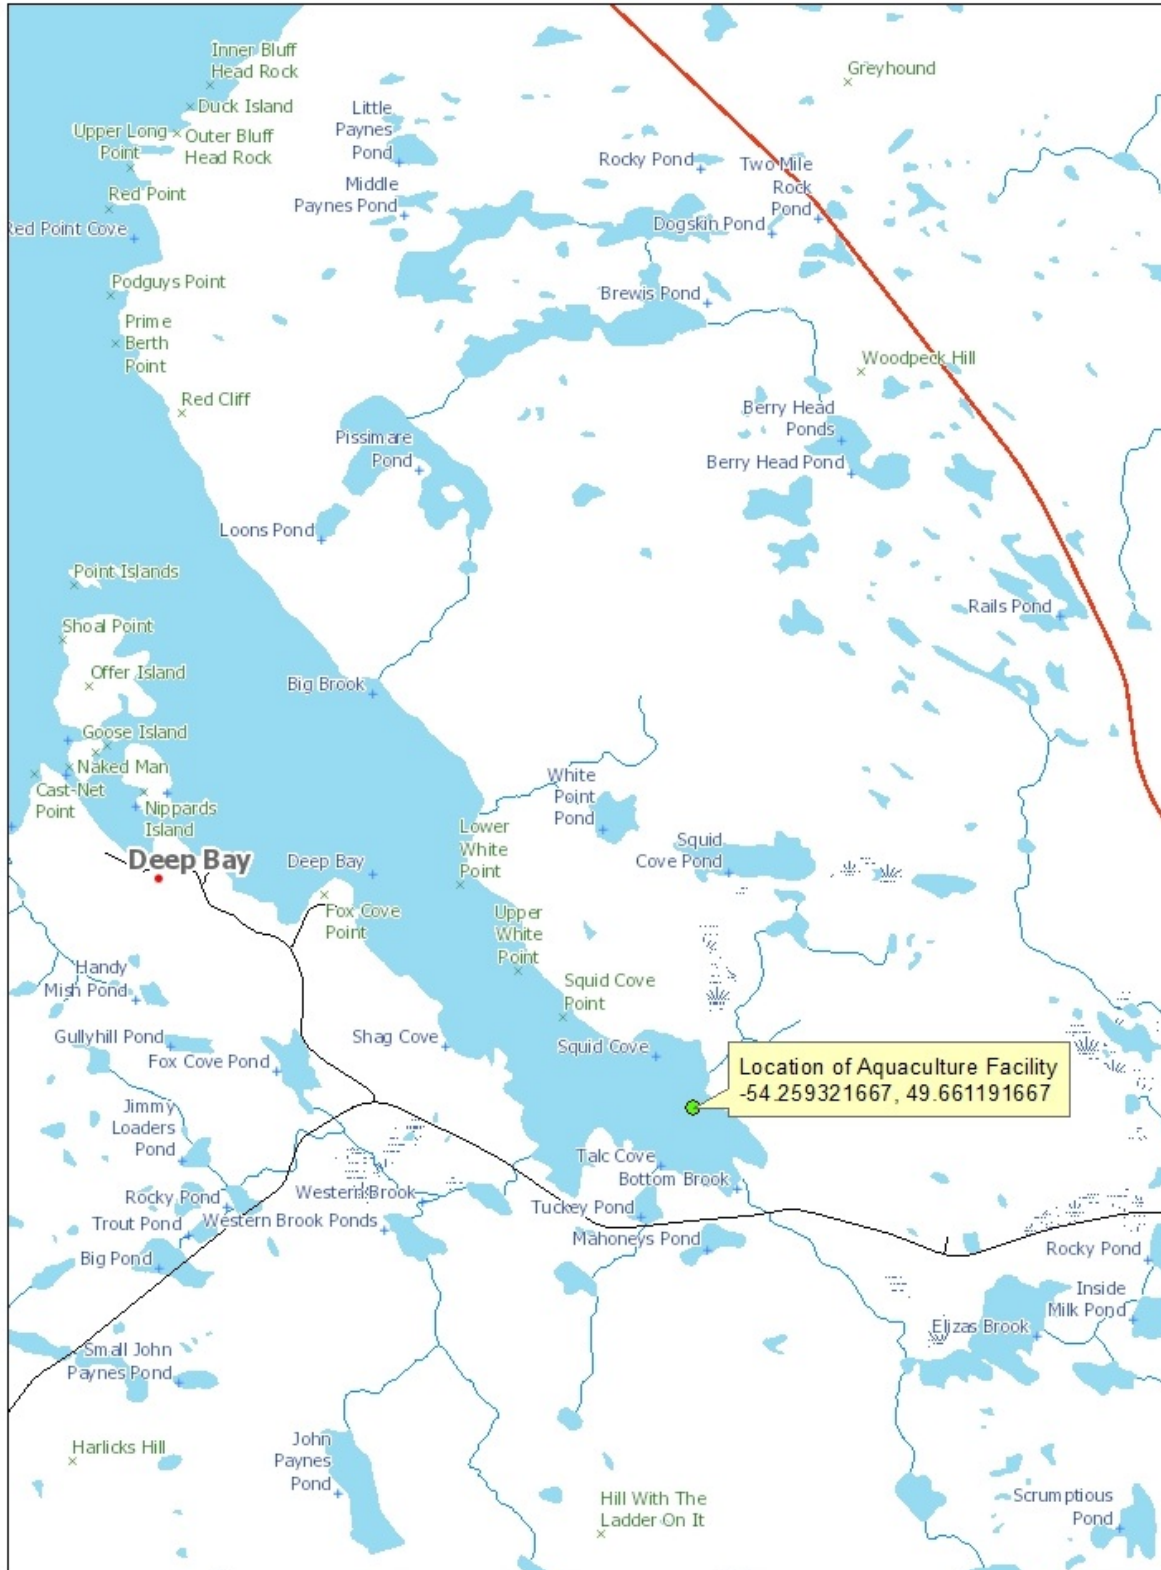 Inner Bluff
Head Rock
Greyhound
Duck Island
Little
Paynes
Pond
Upper Long
Point
Outer Bluff
Head Rock
Rocky Pond
Two Mile
Rock
Pond
Middle
Paynes Pond
Red Point
Red Point Cove
Dogskin Pond
Podguys Point
Brewis Pond
Prime
Berth
Point
Woodpeck Hill
Red Cliff
Berry Head
Ponds
Pissimare
Pond
Berry Head Pond
Loons Pond
Point Islands
Rails Pond
Shoal Point
Offer Island
Big Brook
Goose Island
Naked Man
Cast-Net
Point
Nippards
Island
White
Point
Pond
Lower
White
Point
Squid
Cove Pond
Deep Bay
Deep Bay
Fox Cove
Point
Upper
White
Point
Handy
Mish Pond
Squid Cove
Point
Gullyhill Pond
Fox Cove Pond
Shag Cove
Squid Cove
Location of Aquaculture Facility
-54.259321667, 49.661191667
Jimmy
Loaders
Pond
Talc Cove
Bottom Brook
Rocky Pond
Western Brook
Tuckey Pond
Trout Pond
Western Brook Ponds
Mahoneys Pond
Big Pond
Rocky Pond
Inside
Milk Pond
Elizas Brook
Small John
Paynes Pond
Harlicks Hill
John
Paynes
Pond
Hill With The
Ladder On It
Scrumptious
Pond